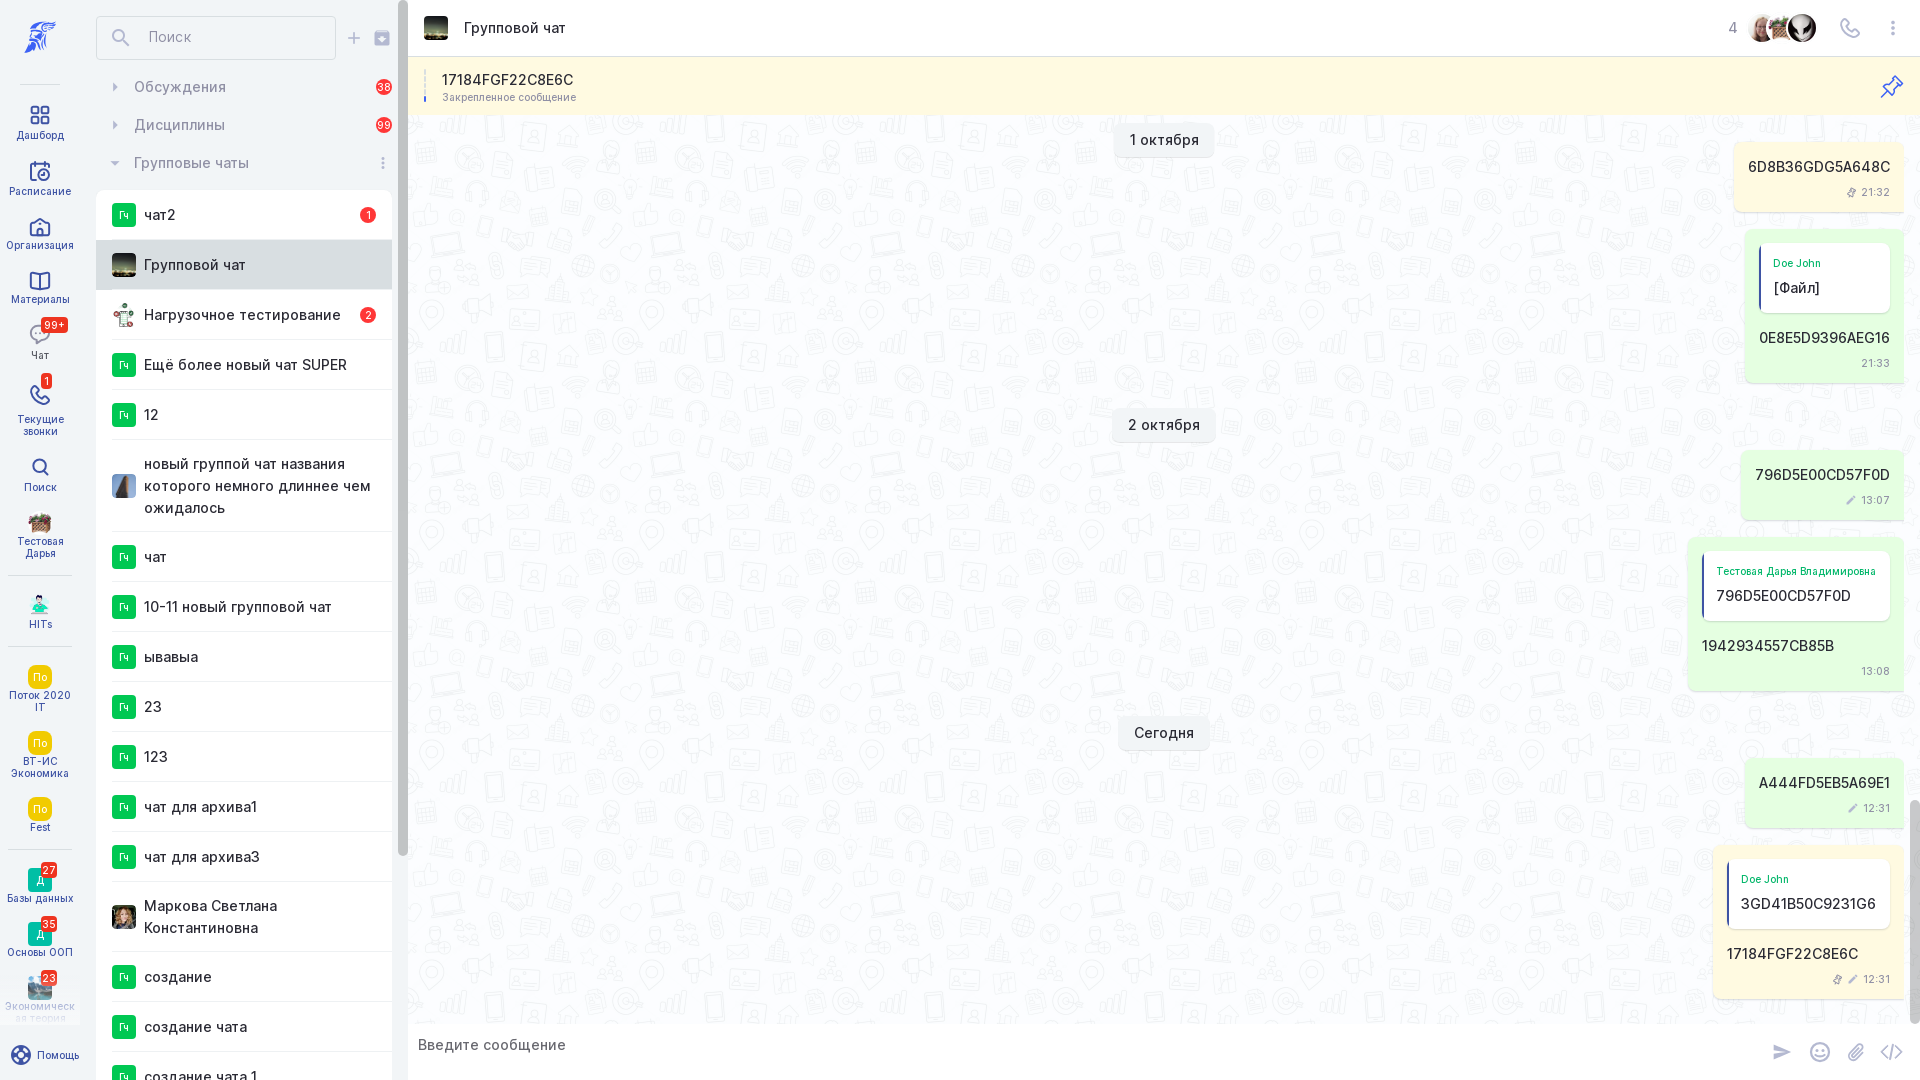 Дашборд
Расписание
Организация
Материалы
99+
Чат
1
Текущие
звонки
Поиск
Тестовая
Дарья
HITs
По
Поток 2020
IT
По
ВТ-ИС
Экономика
По
Fest
27
Д
Базы данных
35
Д
Основы ООП
23
Экономическ
ая теория
Помощь
Поиск
Обсуждения
38
Дисциплины
99
Групповые чаты
Гч
чат2
1
Групповой чат
Нагрузочное тестирование
2
Гч
Ещё более новый чат SUPER
Гч
12
новый группой чат названия
которого немного длиннее чем
ожидалось
Гч
чат
Гч
10-11 новый групповой чат
Гч
ывавыа
Гч
23
Гч
123
Гч
чат для архива1
Гч
чат для архива3
Маркова Светлана
Константиновна
Гч
создание
Гч
создание чата
Гч
создание чата 1
Групповой чат
4
17184FGF22C8E6C
Закрепленное сообщение
1 октября
6D8B36GDG5A648C
21:32
Doe John
[Файл]
0E8E5D9396AEG16
21:33
2 октября
796D5E00CD57F0D
13:07
Тестовая Дарья Владимировна
796D5E00CD57F0D
1942934557CB85B
13:08
Сегодня
A444FD5EB5A69E1
12:31
Doe John
3GD41B50C9231G6
17184FGF22C8E6C
12:31
Введите сообщение